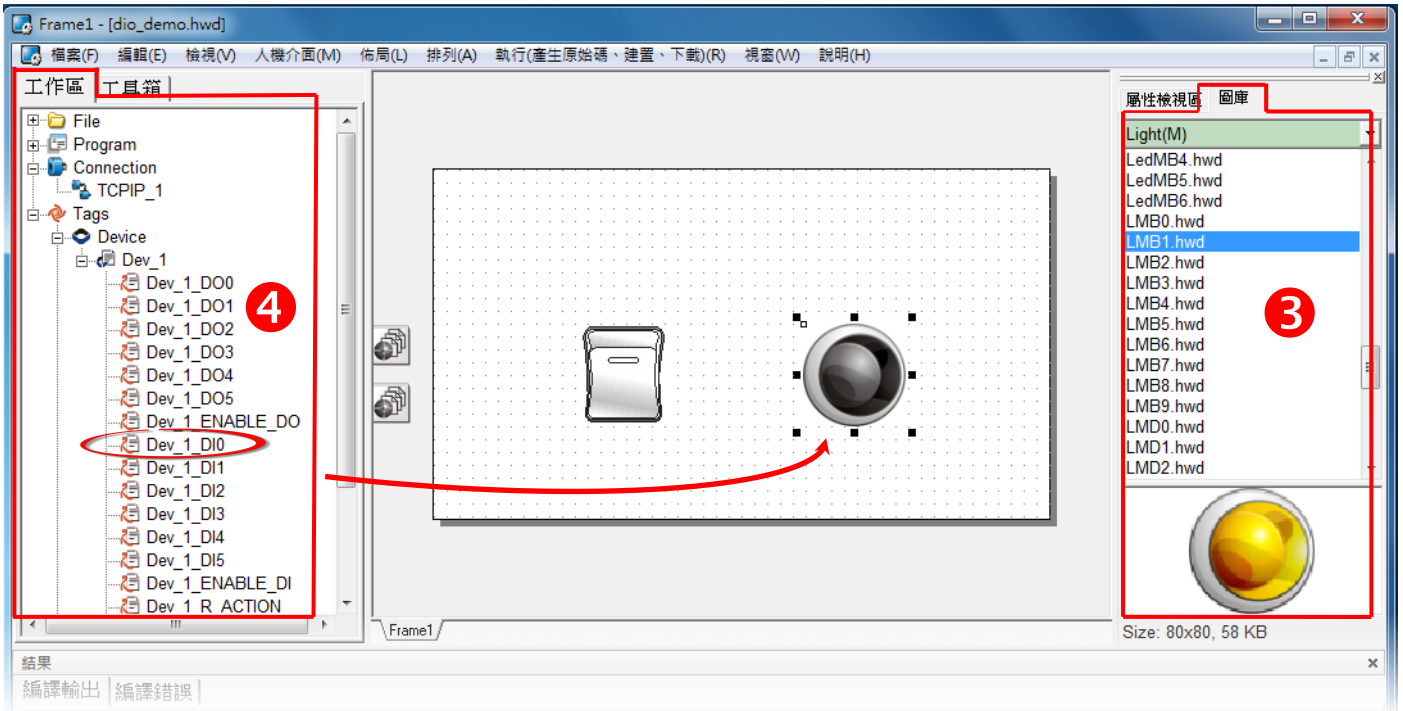 Frame1 - [dio_demo.hwd]
檔案(F) 編輯(E) 檢視(V) 人機介面(M) 佈局(L) 排列(A) 執行(產生原始碼、建置、下載)(R) 視窗(W) 說明(H)
工作區 工具箱
File
Program
Connection
TCPIP_1
Tags
Device
Dev_1
Dev_1_DO0
Dev_1_DO1
Dev_1_DO2
Dev_1_DO3
Dev_1_DO4
Dev_1_DO5
Dev_1_ENABLE_DO
Dev_1_DI0
Dev_1_DI1
Dev_1_DI2
Dev_1_DI3
Dev_1_DI4
Dev_1_DI5
Dev_1_ENABLE_DI
Dev_1_R_ACTION
4
Frame1
屬性檢視區 圖庫
Light(M)
LedMB4.hwd
LedMB5.hwd
LedMB6.hwd
LMB0.hwd
LMB1.hwd
LMB2.hwd
LMB3.hwd
LMB4.hwd
LMB5.hwd
LMB6.hwd
LMB7.hwd
LMB8.hwd
LMB9.hwd
LMD0.hwd
LMD1.hwd
LMD2.hwd
3
Size: 80x80, 58 KB
結果
編譯輸出 編譯錯誤